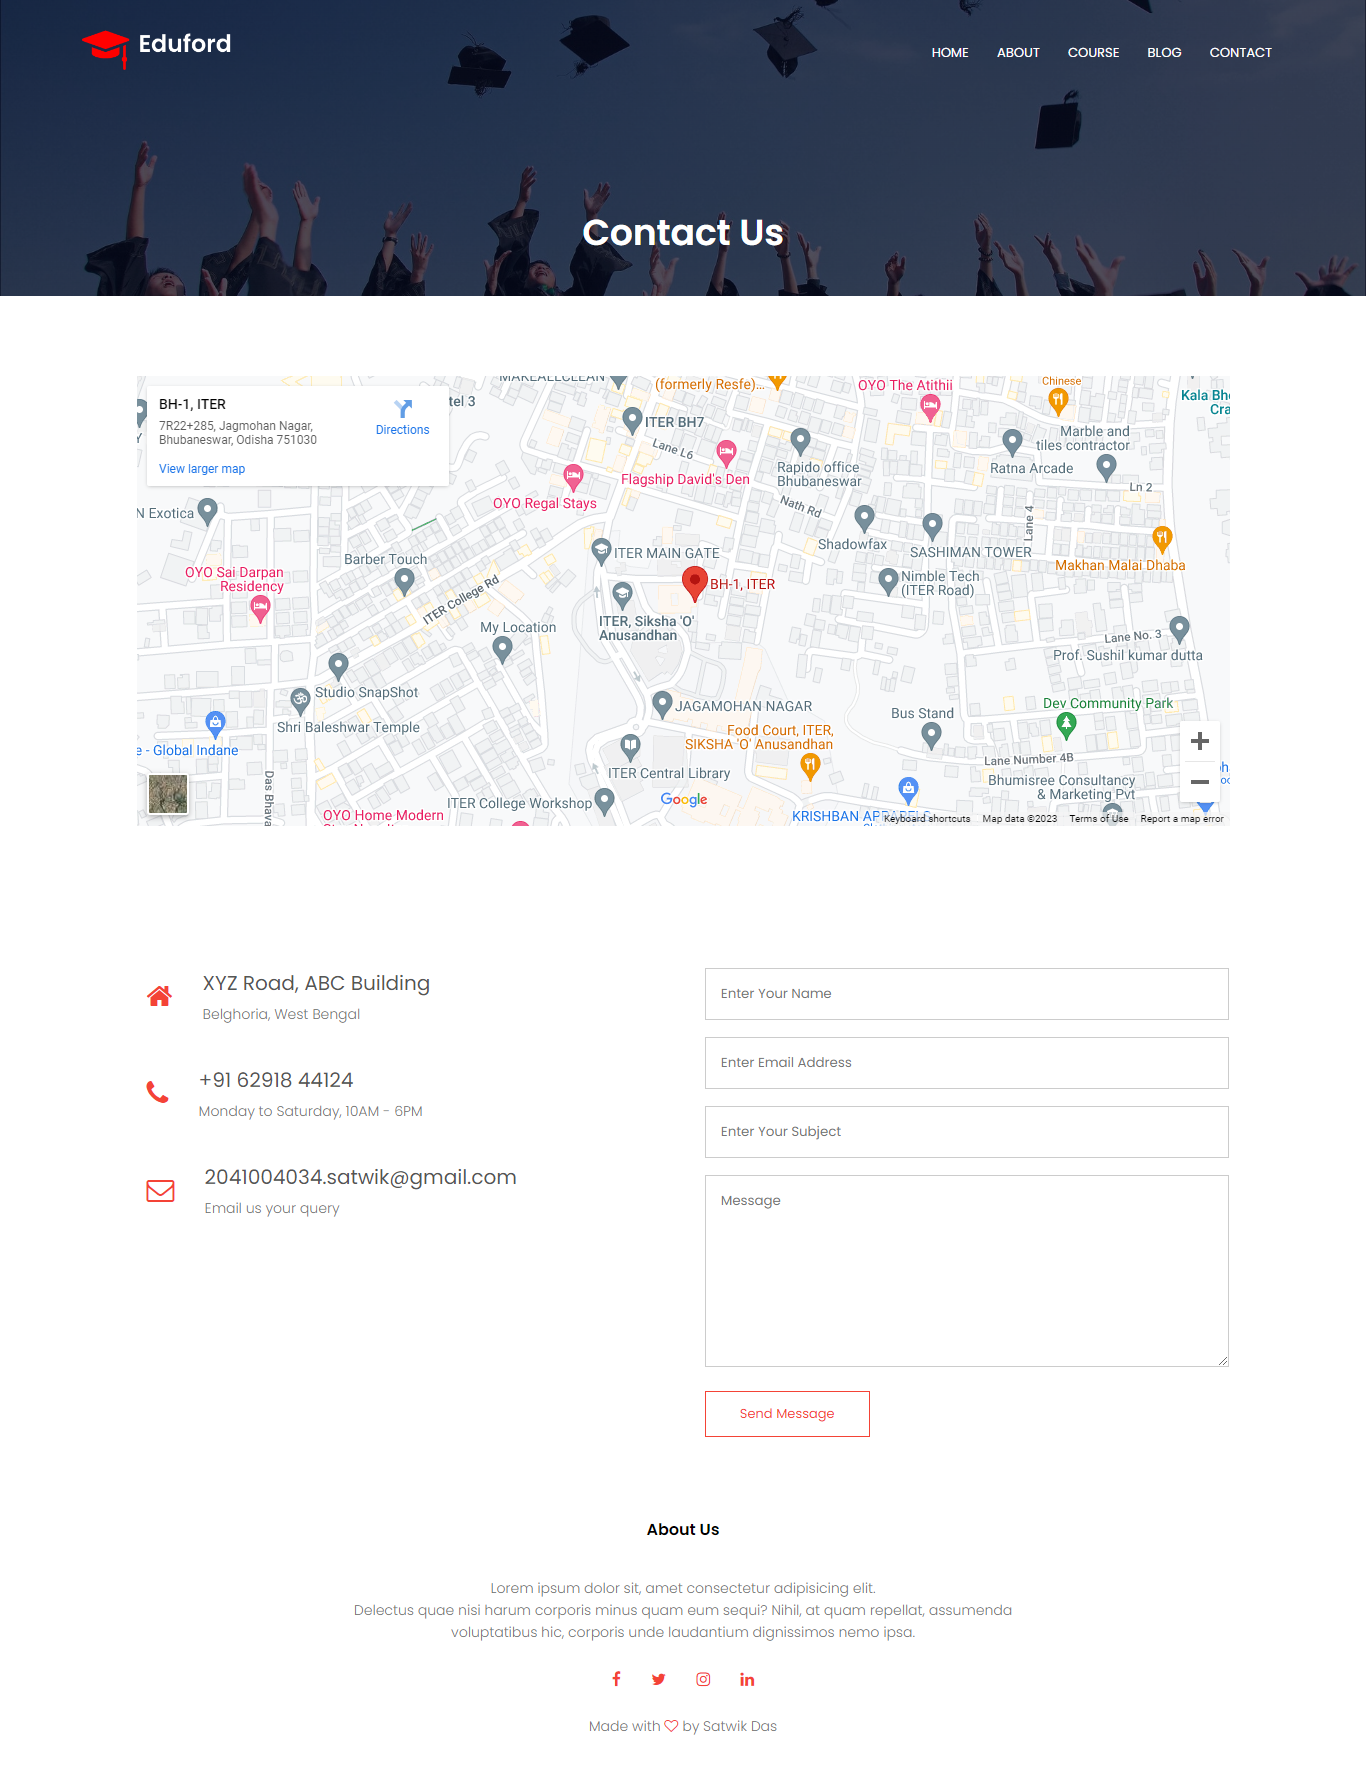 Eduford
HOME ABOUT COURSE BLOG CONTACT
Contact Us
BH-1, ITER
7R22+285, Jagmohan Nagar,
Bhubaneswar, Odisha 751030
Directions
View larger map
tel 3
MAKEALLCLEAN
(formerly Resfe)...
OYO The Atithii
Chinese
Kala Bh
Cra
ITER BH7
Lane L6
Marble and
tiles contractor
Rapido office
Bhubaneswar
Ratna Arcade
Flagship David's Den
Ln 2
OYO Regal Stays
Nath Rd
Lane 4
N Exotica
Shadowfax
SASHIMAN TOWER
ITER MAIN GATE
Barber Touch
Makhan Malai Dhaba
OYO Sai Darpan
Residency
BH-1, ITER
Nimble Tech
(ITER Road)
ITER College Rd
ITER, Siksha 'O'
Anusandhan
My Location
Lane No. 3
Prof. Sushil kumar dutta
Studio SnapShot
Shri Baleshwar Temple
JAGAMOHAN NAGAR
Dev Community Park
Bus Stand
Food Court, ITER,
SIKSHA 'O' Anusandhan
e - Global Indane
Lane Number 4B
ITER Central Library
Bhumisree Consultancy
& Marketing Pvt
Das Bhava
ITER College Workshop
Google
OYO Home Modern
KRISHBAN APPARELS
Keyboard shortcuts Map data ©2023 Terms of Use Report a map error
XYZ Road, ABC Building
Belghoria, West Bengal
+91 62918 44124
Monday to Saturday, 10AM - 6PM
2041004034.satwik@gmail.com
Email us your query
Enter Your Name
Enter Email Address
Enter Your Subject
Message
Send Message
About Us
Lorem ipsum dolor sit, amet consectetur adipisicing elit.
Delectus quae nisi harum corporis minus quam eum sequi? Nihil, at quam repellat, assumenda
voluptatibus hic, corporis unde laudantium dignissimos nemo ipsa.
Made with ♡ by Satwik Das